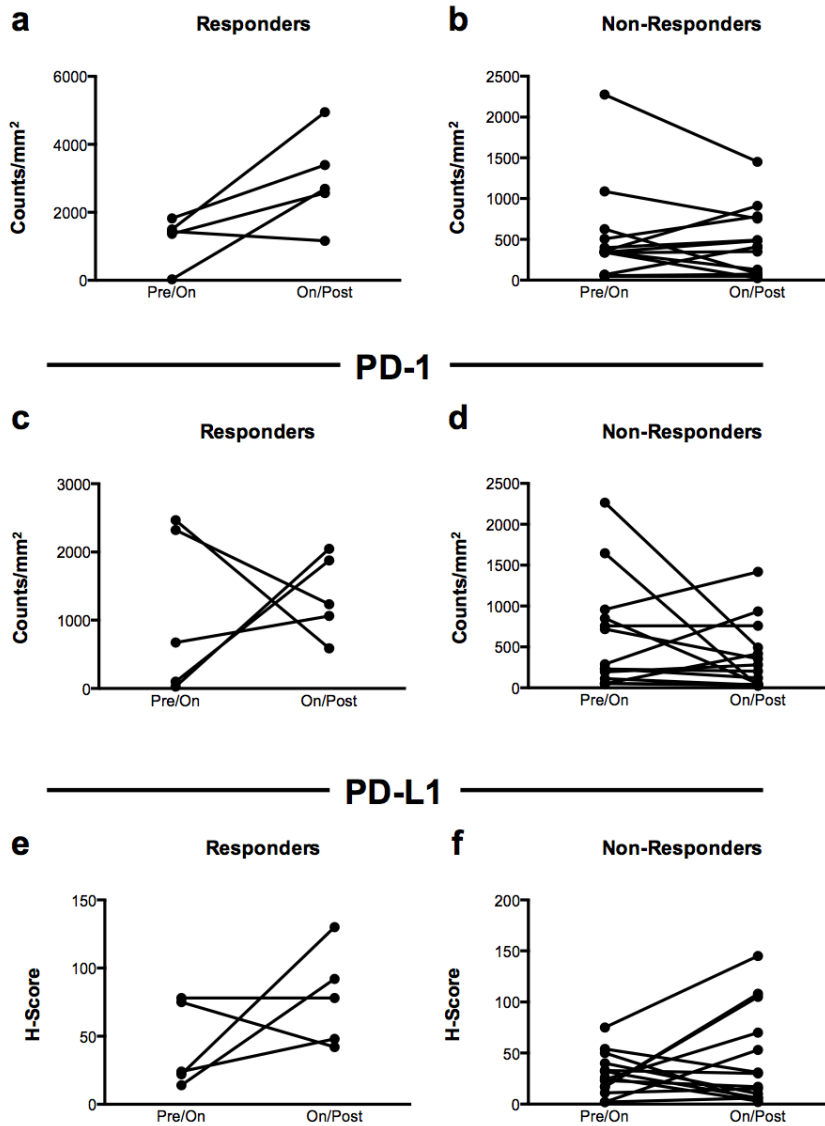 a Responders
b Non-Responders
Counts/mm²
6000
4000
2000
0
Pre/On On/Post
Counts/mm²
2500
2000
1500
1000
500
0
Pre/On On/Post
PD-1
c Responders
d Non-Responders
Counts/mm²
3000
2000
1000
0
Pre/On On/Post
Counts/mm²
2500
2000
1500
1000
500
0
Pre/On On/Post
PD-L1
e Responders
f Non-Responders
H-Score
150
100
50
0
Pre/On On/Post
H-Score
200
150
100
50
0
Pre/On On/Post